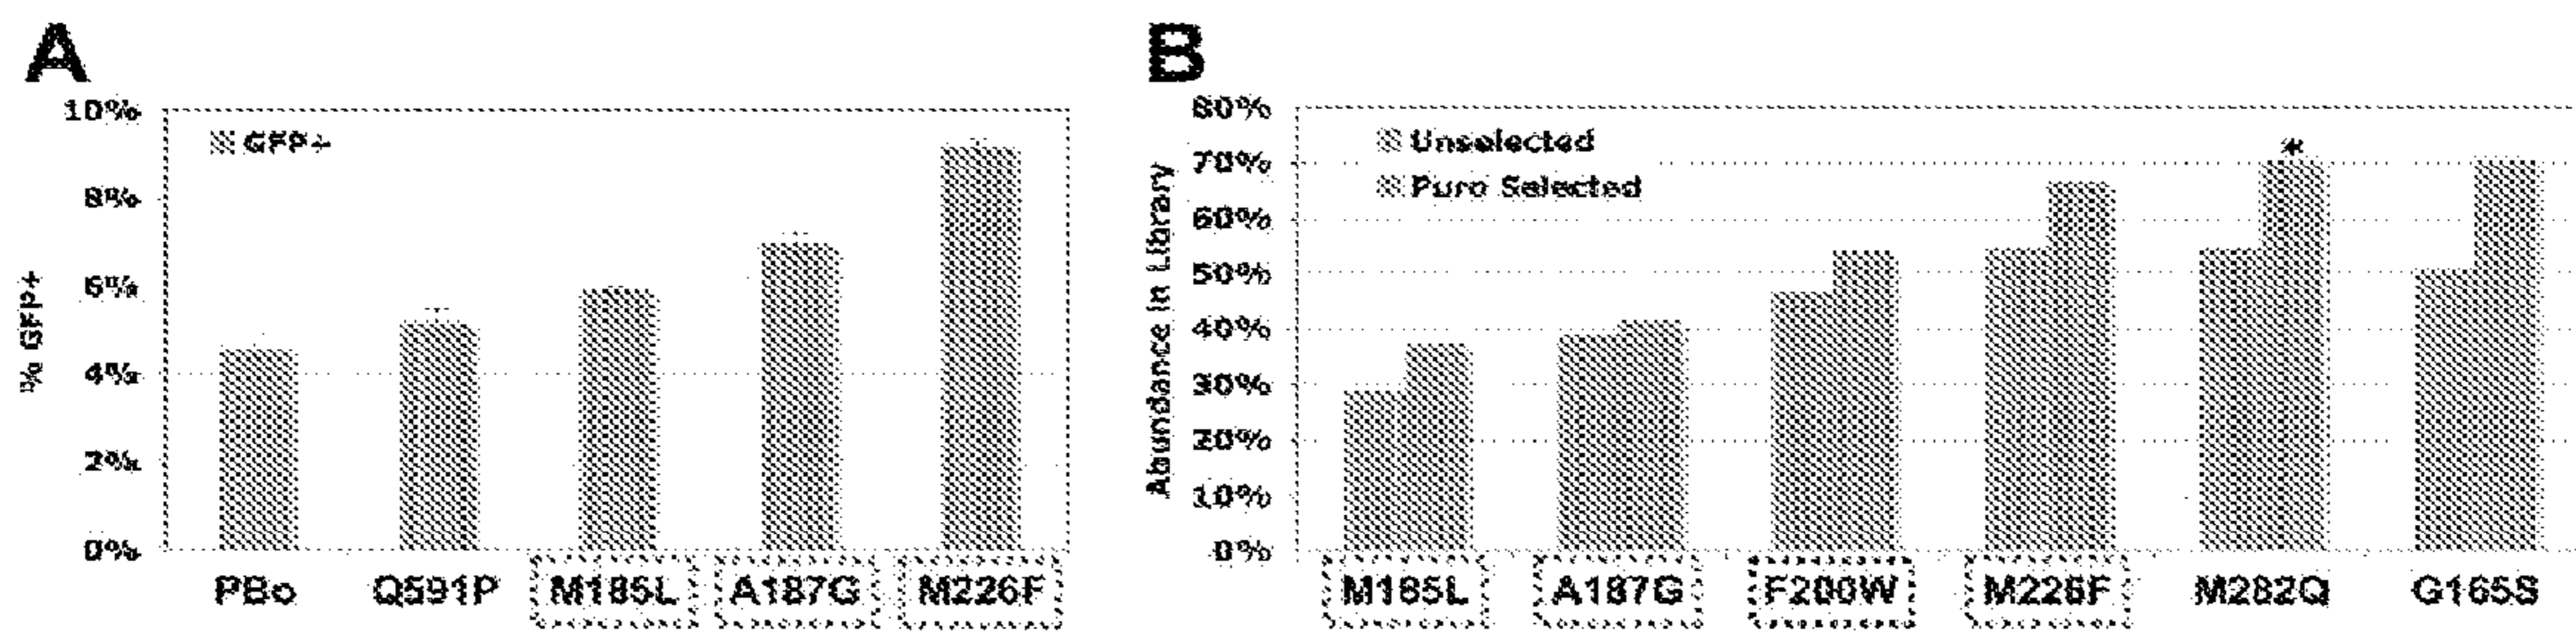 A
10%
8%
6%
4%
2%
0%
% GFP+
GFP+
PBo
Q591P
M185L
A187G
M226F
B
80%
70%
60%
50%
40%
30%
20%
10%
0%
Abundance in Library
Unselected
Puro Selected
*
M185L
A187G
F200W
M226F
M282Q
G165S